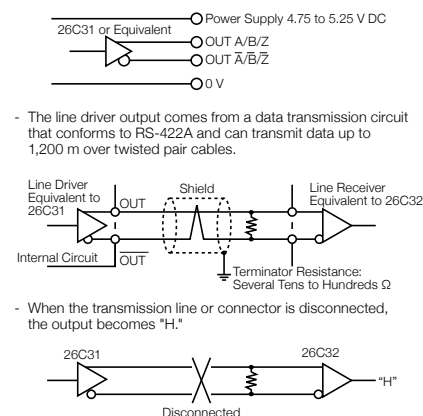 Power Supply 4.75 to 5.25 V DC
26C31 or Equivalent
OUT A/B/Z
OUT A̅/B̅/Z̅
0 V
- The line driver output comes from a data transmission circuit
that conforms to RS-422A and can transmit data up to
1,200 m over twisted pair cables.
Line Driver
Equivalent to
26C31
OUT
Shield
Line Receiver
Equivalent to 26C32
Internal Circuit
O̅U̅T̅
Terminator Resistance:
Several Tens to Hundreds Ω
- When the transmission line or connector is disconnected,
the output becomes "H."
26C31
26C32
"H"
Disconnected